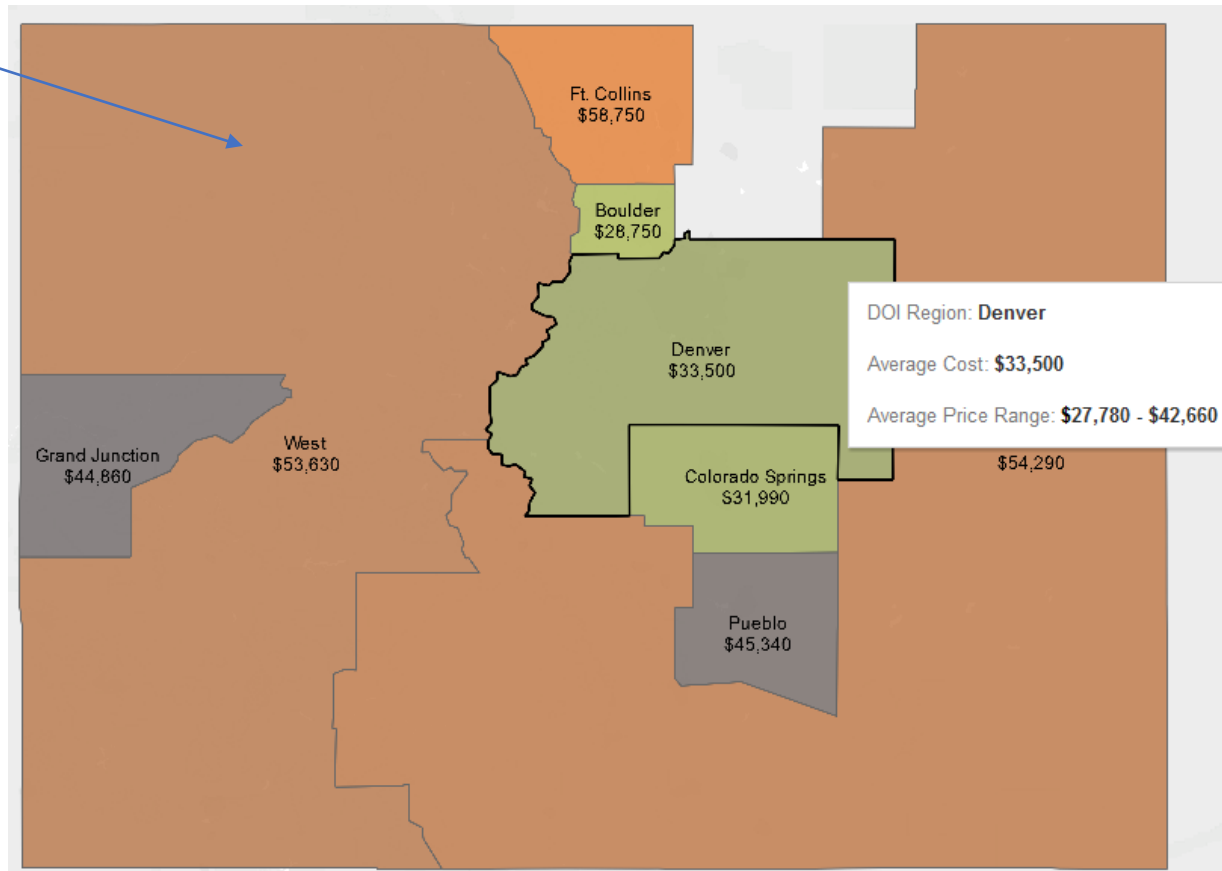 Ft. Collins
$58,750
Boulder
$28,750
Denver
$33,500
DOI Region: Denver
Average Cost: $33,500
Average Price Range: $27,780 - $42,660
Grand Junction
$44,860
West
$53,630
Colorado Springs
$31,990
$54,290
Pueblo
$45,340